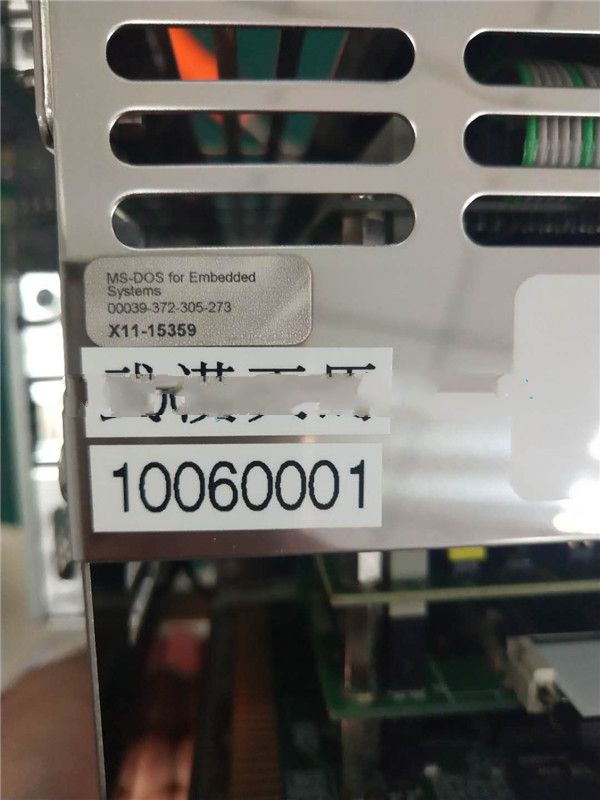 MS-DOS for Embedded
Systems
00039-372-305-273
X11-15359
10060001